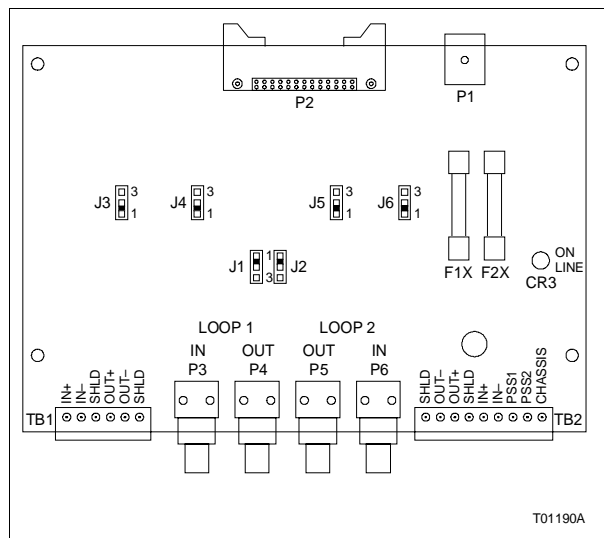 P2
P1
J3 3 1
J4 3 1
J5 3 1
J6 3 1
F1X F2X
ON LINE
CR3
J1 1 3 J2
LOOP 1 LOOP 2
IN P3
OUT P4
OUT P5
IN P6
TB1 IN+ IN– SHLD OUT+ OUT– SHLD
SHLD OUT– OUT+ SHLD IN+ IN– PSS1 PSS2 CHASSIS TB2
T01190A